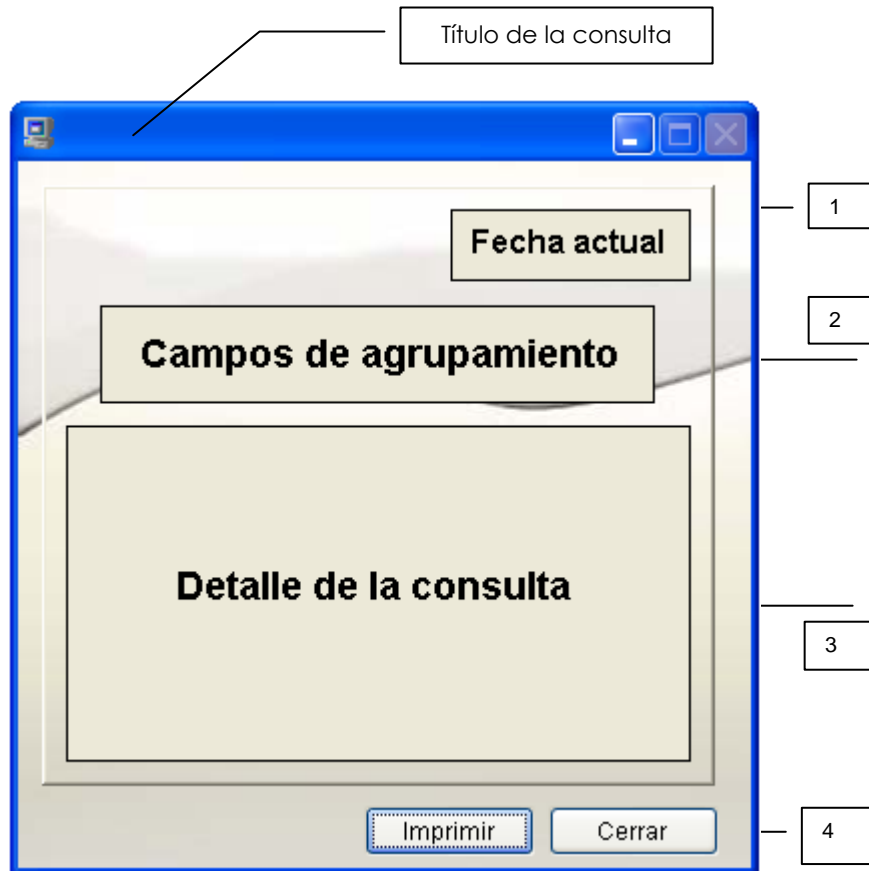 Título de la consulta
1
Fecha actual
2
Campos de agrupamiento
Detalle de la consulta
3
Imprimir
Cerrar
4